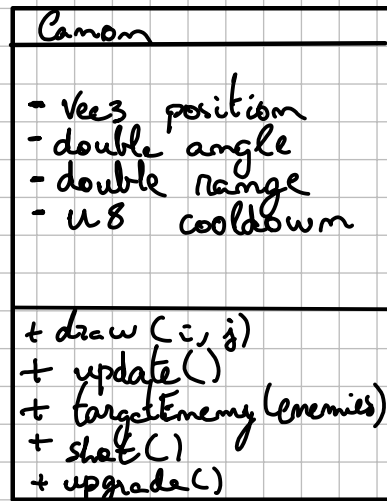 Canon
- Vec3 position
- double angle
- double range
- u8 cooldown
+ draw (i, j)
+ update()
+ targetEnemy (enemies)
+ shot()
+ upgrade()